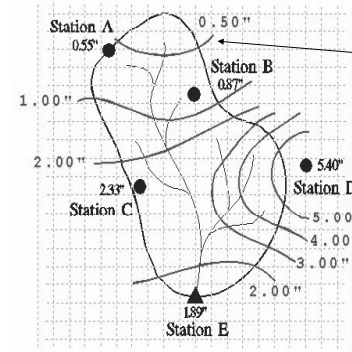 0.50"
Station A
0.55"
Station B
0.87"
1.00"
2.00"
2.33"
Station C
5.40"
Station D
5.00
4.00
3.00"
2.00"
1.89"
Station E